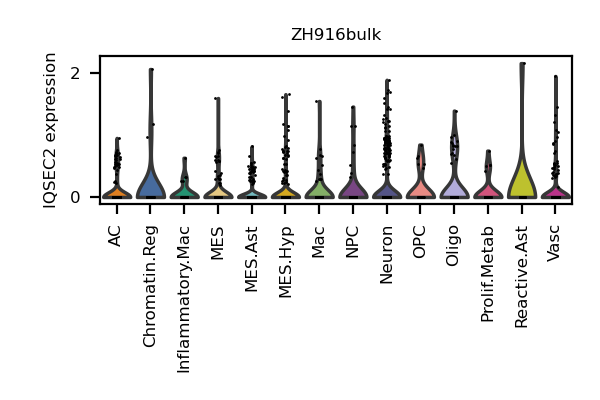 ZH916bulk
IQSEC2 expression
2
0
AC
Chromatin.Reg
Inflammatory.Mac
MES
MES.Ast
MES.Hyp
Mac
NPC
Neuron
OPC
Oligo
Prolif.Metab
Reactive.Ast
Vasc